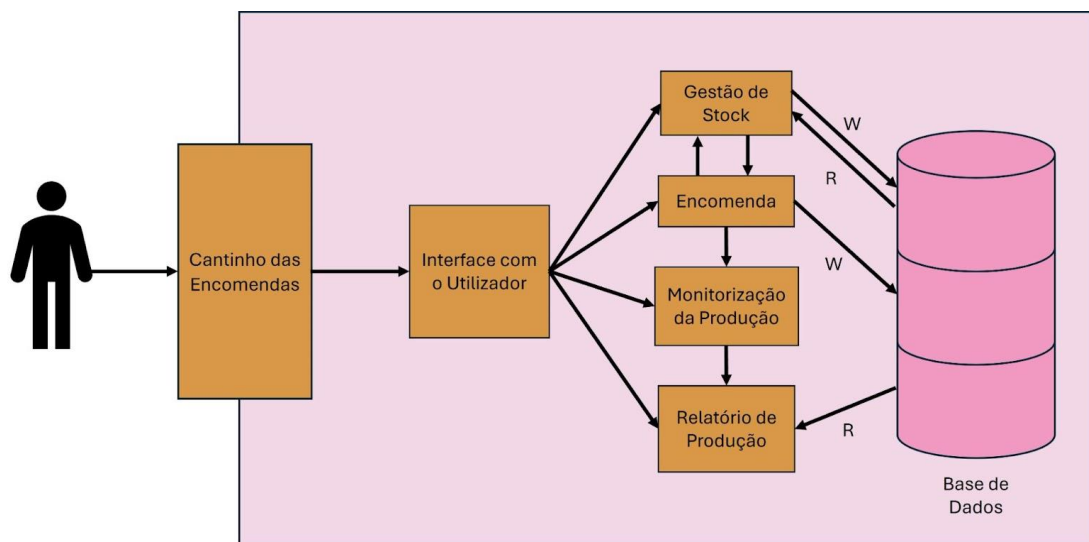 Cantinho das
Encomendas
Interface com
o Utilizador
Gestão de
Stock
Encomenda
Monitorização
da Produção
Relatório de
Produção
W
R
W
R
Base de
Dados